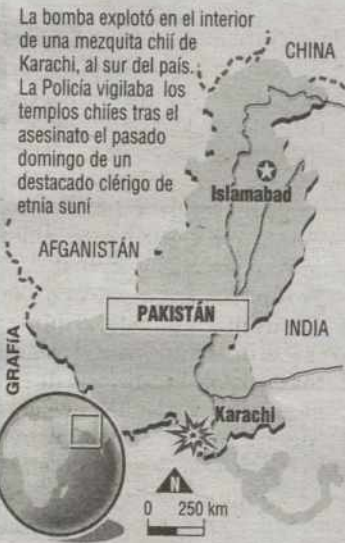 La bomba explotó en el interior
de una mezquita chií de
Karachi, al sur del país.
La Policía vigilaba los
templos chiíes tras el
asesinato el pasado
domingo de un
destacado clérigo de
etnia suní
CHINA
Islamabad
AFGANISTÁN
PAKISTÁN
INDIA
GRAFÍA
Karachi
N
0 250 km